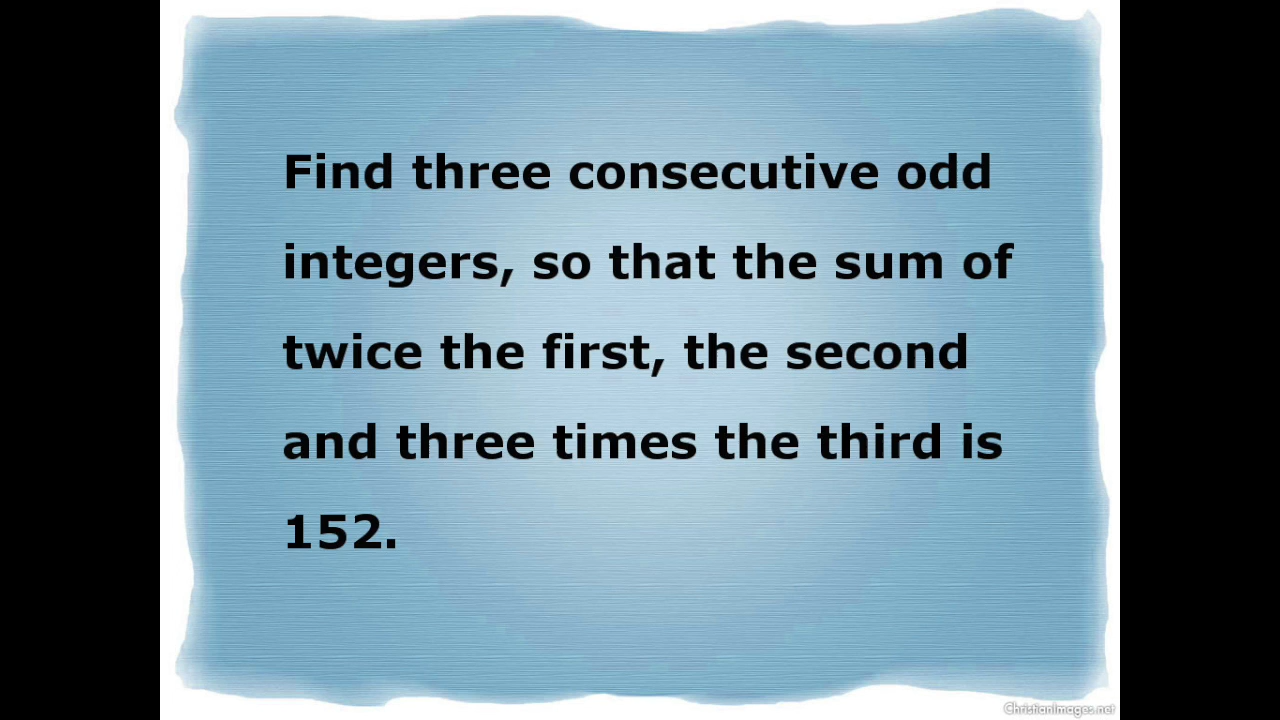 Find three consecutive odd
integers, so that the sum of
twice the first, the second
and three times the third is
152.
ChristianImages.net